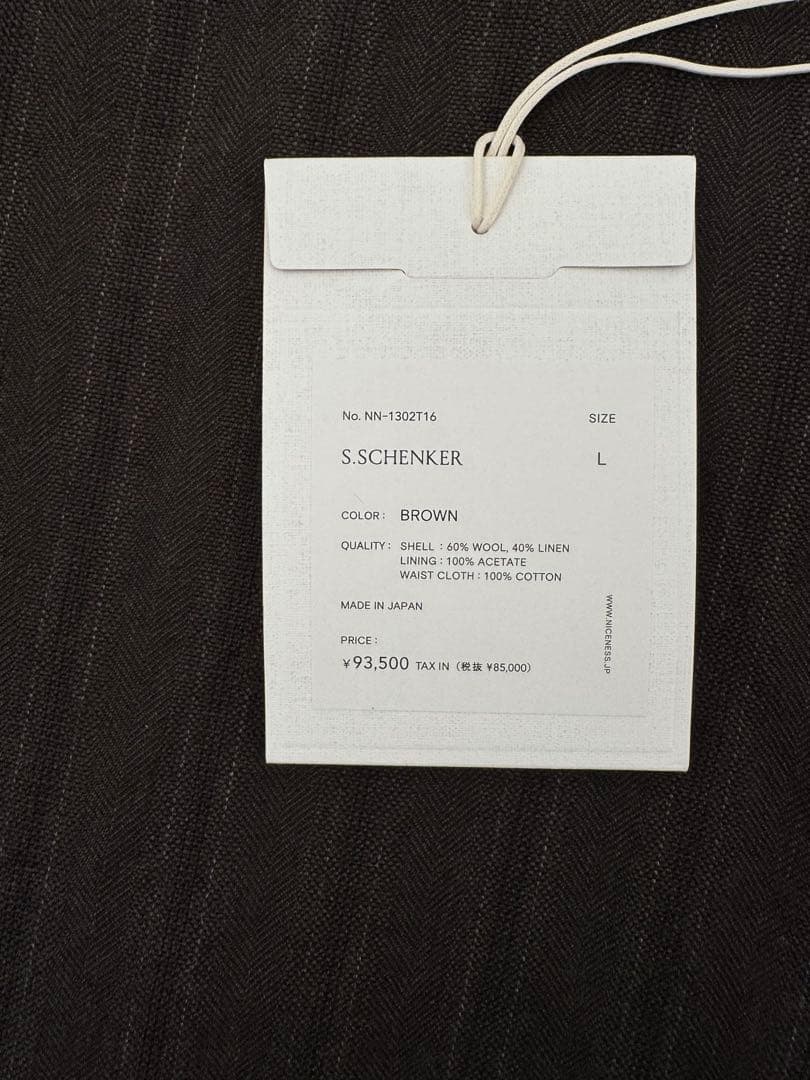 No. NN-1302T16 SIZE
S.SCHENKER L
COLOR : BROWN
QUALITY : SHELL : 60% WOOL, 40% LINEN
LINING : 100% ACETATE
WAIST CLOTH : 100% COTTON
MADE IN JAPAN
PRICE :
¥93,500 TAX IN (税抜 ¥85,000)
WWW.NICENESS.JP